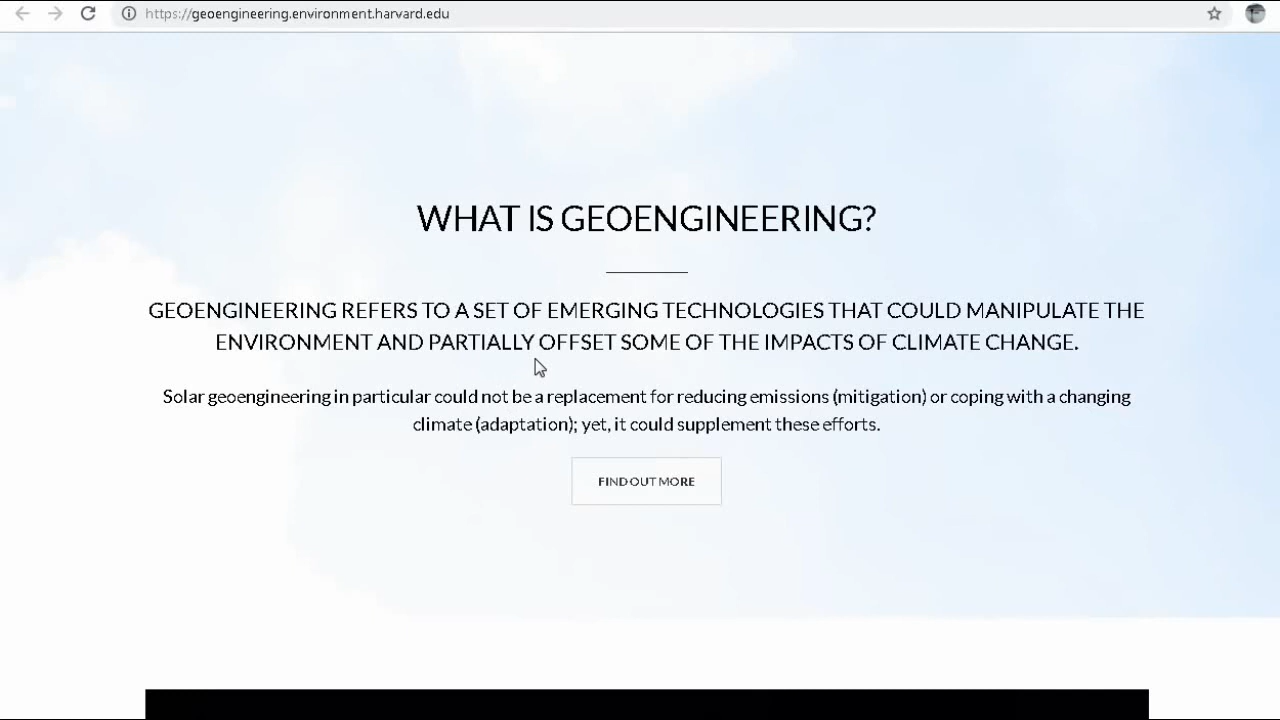 https://geoengineering.environment.harvard.edu
WHAT IS GEOENGINEERING?
GEOENGINEERING REFERS TO A SET OF EMERGING TECHNOLOGIES THAT COULD MANIPULATE THE
ENVIRONMENT AND PARTIALLY OFFSET SOME OF THE IMPACTS OF CLIMATE CHANGE.
Solar geoengineering in particular could not be a replacement for reducing emissions (mitigation) or coping with a changing
climate (adaptation); yet, it could supplement these efforts.
FIND OUT MORE